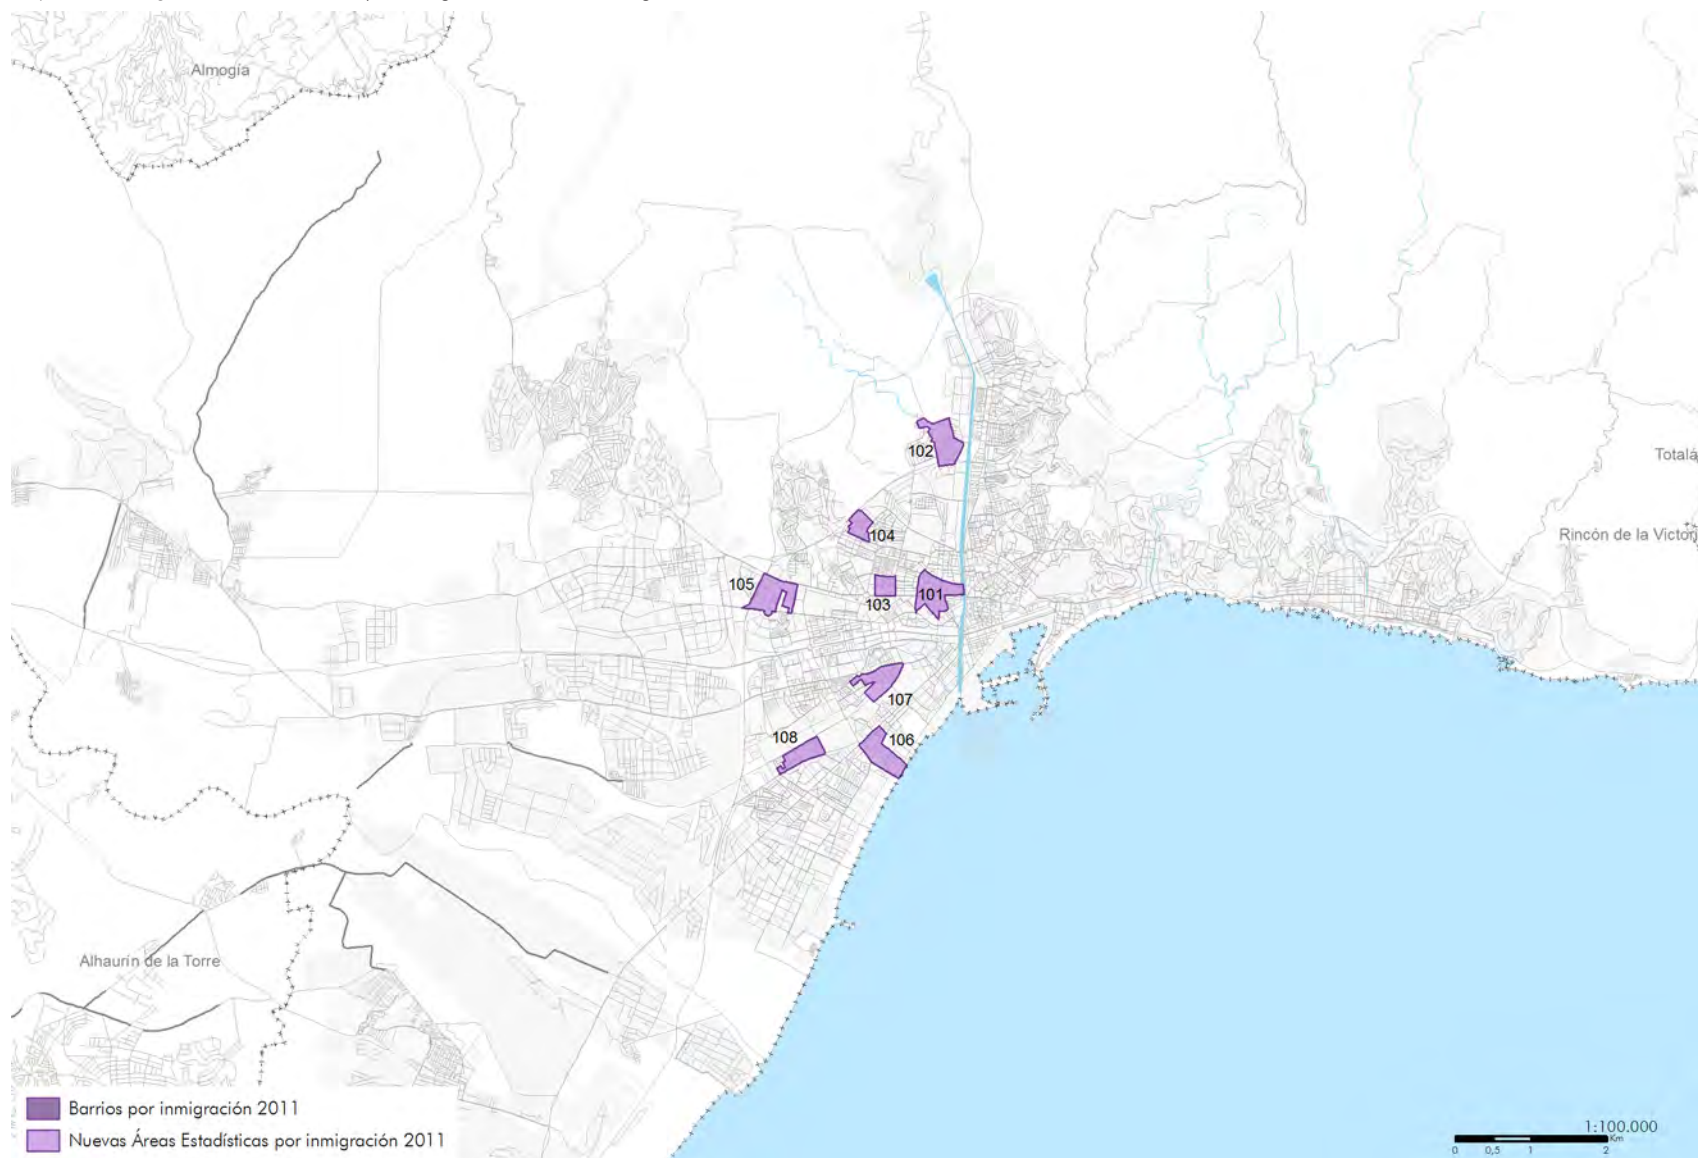 Almogía
102
Totalá
104
Rincón de la Victori
105
103
101
107
108
106
Alhaurín de la Torre
Barrios por inmigración 2011
Nuevas Áreas Estadísticas por inmigración 2011
1:100.000
Km
0 0,5 1 2